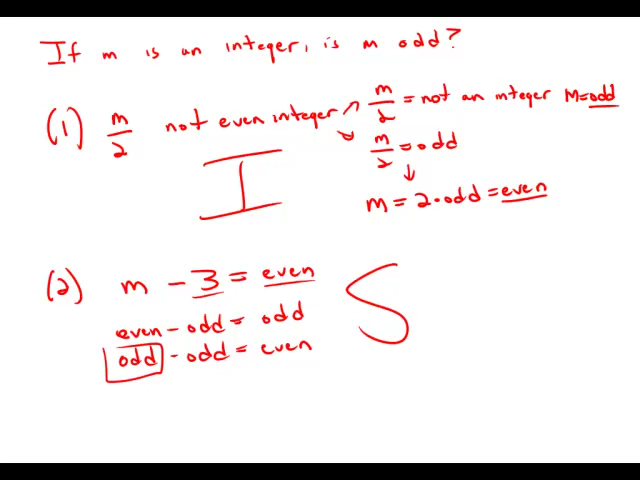 If m is an integer, is m odd?
(1) m/2 not even integer
m/2 = not an integer M=odd
m/2 = odd
m = 2·odd = even
I
(2) m - 3 = even
even - odd = odd
odd - odd = even
S